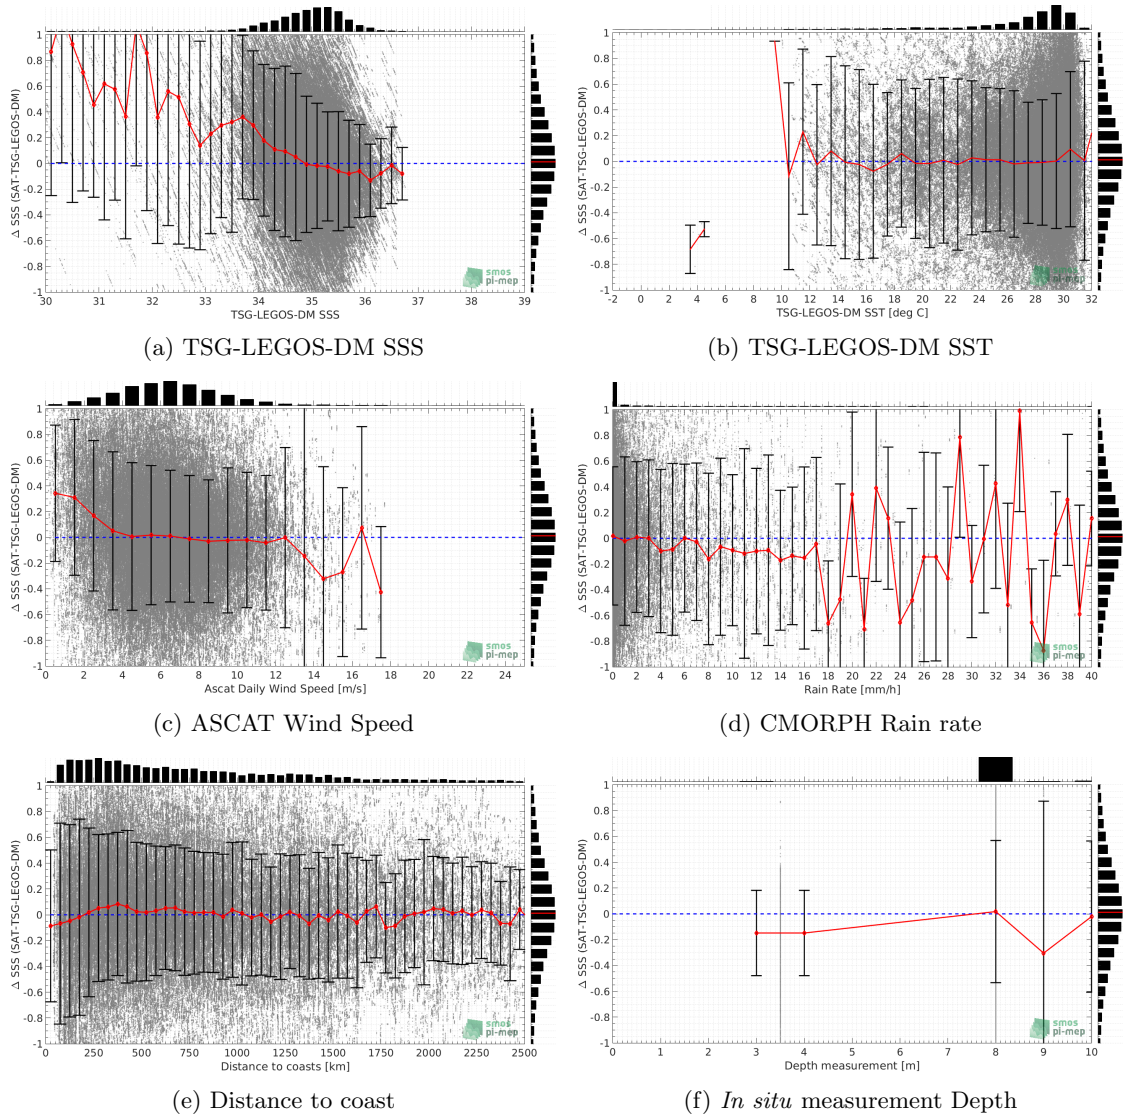 1
0.8
0.6
0.4
0.2
0
-0.2
-0.4
-0.6
-0.8
-1
Δ SSS (SAT-TSG-LEGOS-DM)
smos
pi-mep
30 31 32 33 34 35 36 37 38 39
TSG-LEGOS-DM SSS
(a) TSG-LEGOS-DM SSS
1
0.8
0.6
0.4
0.2
0
-0.2
-0.4
-0.6
-0.8
-1
Δ SSS (SAT-TSG-LEGOS-DM)
smos
pi-mep
-2 0 2 4 6 8 10 12 14 16 18 20 22 24 26 28 30 32
TSG-LEGOS-DM SST [deg C]
(b) TSG-LEGOS-DM SST
1
0.8
0.6
0.4
0.2
0
-0.2
-0.4
-0.6
-0.8
-1
Δ SSS (SAT-TSG-LEGOS-DM)
smos
pi-mep
0 2 4 6 8 10 12 14 16 18 20 22 24
Ascat Daily Wind Speed [m/s]
(c) ASCAT Wind Speed
1
0.8
0.6
0.4
0.2
0
-0.2
-0.4
-0.6
-0.8
-1
Δ SSS (SAT-TSG-LEGOS-DM)
smos
pi-mep
0 2 4 6 8 10 12 14 16 18 20 22 24 26 28 30 32 34 36 38 40
Rain Rate [mm/h]
(d) CMORPH Rain rate
1
0.8
0.6
0.4
0.2
0
-0.2
-0.4
-0.6
-0.8
-1
Δ SSS (SAT-TSG-LEGOS-DM)
smos
pi-mep
0 250 500 750 1000 1250 1500 1750 2000 2250 2500
Distance to coasts [km]
(e) Distance to coast
1
0.8
0.6
0.4
0.2
0
-0.2
-0.4
-0.6
-0.8
-1
Δ SSS (SAT-TSG-LEGOS-DM)
smos
pi-mep
0 1 2 3 4 5 6 7 8 9 10
Depth measurement [m]
(f) In situ measurement Depth